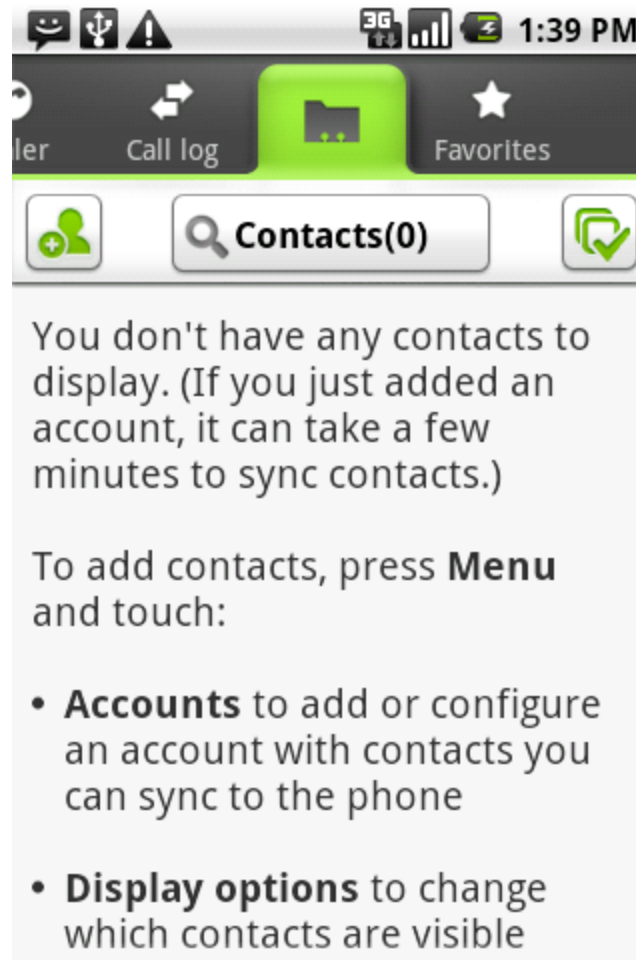 3G 1:39 PM
ler Call log Favorites
Contacts(0)
You don't have any contacts to
display. (If you just added an
account, it can take a few
minutes to sync contacts.)
To add contacts, press Menu
and touch:
• Accounts to add or configure
an account with contacts you
can sync to the phone
• Display options to change
which contacts are visible